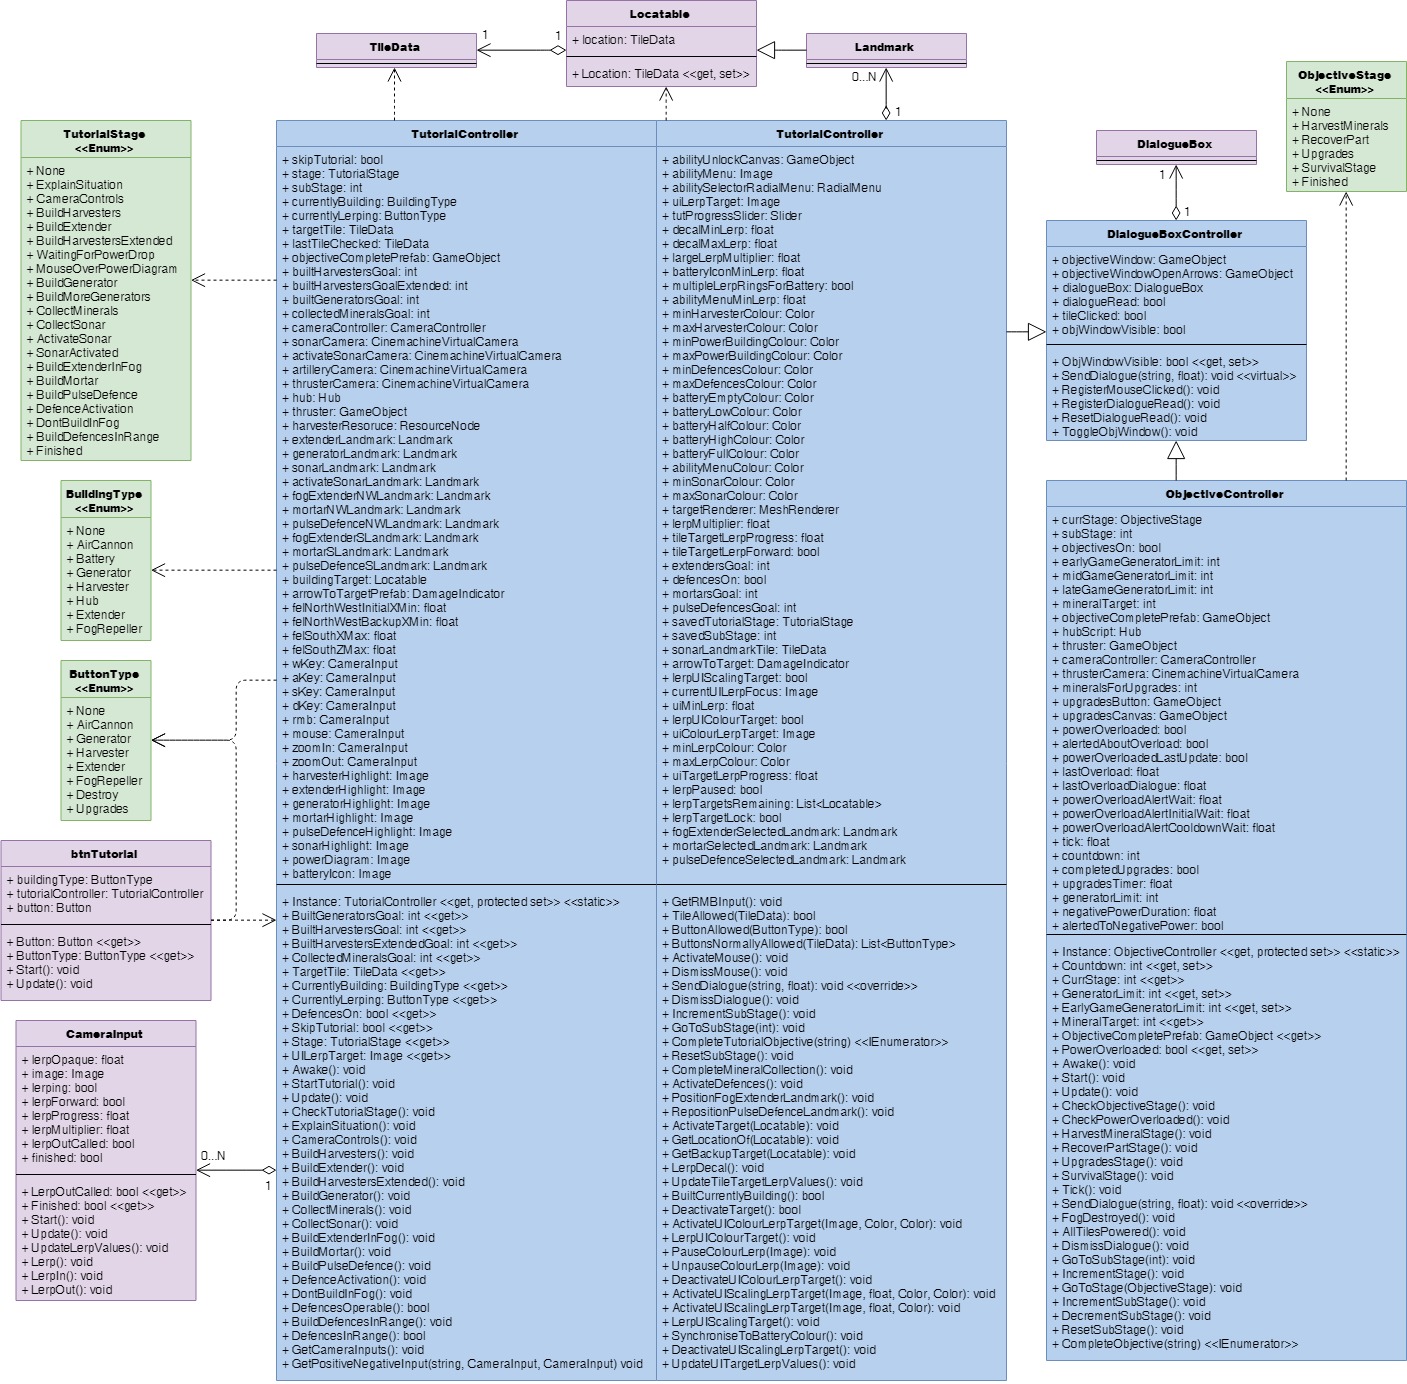 Locatable
+ location: TileData
+ Location: TileData <<get, set>>
TileData
1
1
Landmark
0...N
1
ObjectiveStage
<<Enum>>
+ None
+ HarvestMinerals
+ RecoverPart
+ Upgrades
+ SurvivalStage
+ Finished
DialogueBox
1
1
TutorialStage
<<Enum>>
+ None
+ ExplainSituation
+ CameraControls
+ BuildHarvesters
+ BuildExtender
+ BuildHarvestersExtended
+ WaitingForPowerDrop
+ MouseOverPowerDiagram
+ BuildGenerator
+ BuildMoreGenerators
+ CollectMinerals
+ CollectSonar
+ ActivateSonar
+ SonarActivated
+ BuildExtenderInFog
+ BuildMortar
+ BuildPulseDefence
+ DefenceActivation
+ DontBuildInFog
+ BuildDefencesInRange
+ Finished
BuildingType
<<Enum>>
+ None
+ AirCannon
+ Battery
+ Generator
+ Harvester
+ Hub
+ Extender
+ FogRepeller
ButtonType
<<Enum>>
+ None
+ AirCannon
+ Generator
+ Harvester
+ Extender
+ FogRepeller
+ Destroy
+ Upgrades
btnTutorial
+ buildingType: ButtonType
+ tutorialController: TutorialController
+ button: Button
+ Button: Button <<get>>
+ ButtonType: ButtonType <<get>>
+ Start(): void
+ Update(): void
CameraInput
+ lerpOpaque: float
+ image: Image
+ lerping: bool
+ lerpForward: bool
+ lerpProgress: float
+ lerpMultiplier: float
+ lerpOutCalled: bool
+ finished: bool
+ LerpOutCalled: bool <<get>>
+ Finished: bool <<get>>
+ Start(): void
+ Update(): void
+ UpdateLerpValues(): void
+ Lerp(): void
+ LerpIn(): void
+ LerpOut(): void
0...N
1
TutorialController
+ skipTutorial: bool
+ stage: TutorialStage
+ subStage: int
+ currentlyBuilding: BuildingType
+ currentlyLerping: ButtonType
+ targetTile: TileData
+ lastTileChecked: TileData
+ objectiveCompletePrefab: GameObject
+ builtHarvestersGoal: int
+ builtHarvestersGoalExtended: int
+ builtGeneratorsGoal: int
+ collectedMineralsGoal: int
+ cameraController: CameraController
+ sonarCamera: CinemachineVirtualCamera
+ activateSonarCamera: CinemachineVirtualCamera
+ artilleryCamera: CinemachineVirtualCamera
+ thrusterCamera: CinemachineVirtualCamera
+ hub: Hub
+ thruster: GameObject
+ harvesterResoruce: ResourceNode
+ extenderLandmark: Landmark
+ generatorLandmark: Landmark
+ sonarLandmark: Landmark
+ activateSonarLandmark: Landmark
+ fogExtenderNWLandmark: Landmark
+ mortarNWLandmark: Landmark
+ pulseDefenceNWLandmark: Landmark
+ fogExtenderSLandmark: Landmark
+ mortarSLandmark: Landmark
+ pulseDefenceSLandmark: Landmark
+ buildingTarget: Locatable
+ arrowToTargetPrefab: DamageIndicator
+ felNorthWestInitialXMin: float
+ felNorthWestBackupXMin: float
+ felSouthXMax: float
+ felSouthZMax: float
+ wKey: CameraInput
+ aKey: CameraInput
+ sKey: CameraInput
+ dKey: CameraInput
+ rmb: CameraInput
+ mouse: CameraInput
+ zoomIn: CameraInput
+ zoomOut: CameraInput
+ harvesterHighlight: Image
+ extenderHighlight: Image
+ generatorHighlight: Image
+ mortarHighlight: Image
+ pulseDefenceHighlight: Image
+ sonarHighlight: Image
+ powerDiagram: Image
+ batteryIcon: Image
+ Instance: TutorialController <<get, protected set>> <<static>>
+ BuiltGeneratorsGoal: int <<get>>
+ BuiltHarvestersGoal: int <<get>>
+ BuiltHarvestersExtendedGoal: int <<get>>
+ CollectedMineralsGoal: int <<get>>
+ TargetTile: TileData <<get>>
+ CurrentlyBuilding: BuildingType <<get>>
+ CurrentlyLerping: ButtonType <<get>>
+ DefencesOn: bool <<get>>
+ SkipTutorial: bool <<get>>
+ Stage: TutorialStage <<get>>
+ UILerpTarget: Image <<get>>
+ Awake(): void
+ StartTutorial(): void
+ Update(): void
+ CheckTutorialStage(): void
+ ExplainSituation(): void
+ CameraControls(): void
+ BuildHarvesters(): void
+ BuildExtender(): void
+ BuildHarvestersExtended(): void
+ BuildGenerator(): void
+ CollectMinerals(): void
+ CollectSonar(): void
+ BuildExtenderInFog(): void
+ BuildMortar(): void
+ BuildPulseDefence(): void
+ DefenceActivation(): void
+ DontBuildInFog(): void
+ DefencesOperable(): bool
+ BuildDefencesInRange(): void
+ DefencesInRange(): bool
+ GetCameraInputs(): void
+ GetPositiveNegativeInput(string, CameraInput, CameraInput) void
TutorialController
+ abilityUnlockCanvas: GameObject
+ abilityMenu: Image
+ abilitySelectorRadialMenu: RadialMenu
+ uiLerpTarget: Image
+ tutProgressSlider: Slider
+ decalMinLerp: float
+ decalMaxLerp: float
+ largeLerpMultiplier: float
+ batteryIconMinLerp: float
+ multipleLerpRingsForBattery: bool
+ abilityMenuMinLerp: float
+ minHarvesterColour: Color
+ maxHarvesterColour: Color
+ minPowerBuildingColour: Color
+ maxPowerBuildingColour: Color
+ minDefencesColour: Color
+ maxDefencesColour: Color
+ batteryEmptyColour: Color
+ batteryLowColour: Color
+ batteryHalfColour: Color
+ batteryHighColour: Color
+ batteryFullColour: Color
+ abilityMenuColour: Color
+ minSonarColour: Color
+ maxSonarColour: Color
+ targetRenderer: MeshRenderer
+ lerpMultiplier: float
+ tileTargetLerpProgress: float
+ tileTargetLerpForward: bool
+ extendersGoal: int
+ defencesOn: bool
+ mortarsGoal: int
+ pulseDefencesGoal: int
+ savedTutorialStage: TutorialStage
+ savedSubStage: int
+ sonarLandmarkTile: TileData
+ arrowToTarget: DamageIndicator
+ lerpUIScalingTarget: bool
+ currentUILerpFocus: Image
+ uiMinLerp: float
+ lerpUIColourTarget: bool
+ uiColourLerpTarget: Image
+ minLerpColour: Color
+ maxLerpColour: Color
+ uiTargetLerpProgress: float
+ lerpPaused: bool
+ lerpTargetsRemaining: List<Locatable>
+ lerpTargetLock: bool
+ fogExtenderSelectedLandmark: Landmark
+ mortarSelectedLandmark: Landmark
+ pulseDefenceSelectedLandmark: Landmark
+ GetRMBInput(): void
+ TileAllowed(TileData): bool
+ ButtonAllowed(ButtonType): bool
+ ButtonsNormallyAllowed(TileData): List<ButtonType>
+ ActivateMouse(): void
+ DismissMouse(): void
+ SendDialogue(string, float): void <<override>>
+ DismissDialogue(): void
+ IncrementSubStage(): void
+ GoToSubStage(int): void
+ CompleteTutorialObjective(string) <<IEnumerator>>
+ ResetSubStage(): void
+ CompleteMineralCollection(): void
+ ActivateDefences(): void
+ PositionFogExtenderLandmark(): void
+ RepositionPulseDefenceLandmark(): void
+ ActivateTarget(Locatable): void
+ GetLocationOf(Locatable): void
+ GetBackupTarget(Locatable): void
+ LerpDecal(): void
+ UpdateTileTargetLerpValues(): void
+ BuiltCurrentlyBuilding(): bool
+ DeactivateTarget(): bool
+ ActivateUIColourLerpTarget(Image, Color, Color): void
+ LerpUIColourTarget(): void
+ PauseColourLerp(Image): void
+ UnpauseColourLerp(Image): void
+ DeactivateUIColourLerpTarget(): void
+ ActivateUIScalingLerpTarget(Image, float, Color, Color): void
+ ActivateUIScalingLerpTarget(Image, float, Color): void
+ LerpUIScalingTarget(): void
+ SynchroniseToBatteryColour(): void
+ DeactivateUIScalingLerpTarget(): void
+ UpdateUITargetLerpValues(): void
DialogueBoxController
+ objectiveWindow: GameObject
+ objectiveWindowOpenArrows: GameObject
+ dialogueBox: DialogueBox
+ dialogueRead: bool
+ tileClicked: bool
+ objWindowVisible: bool
+ ObjWindowVisible: bool <<get, set>>
+ SendDialogue(string, float): void <<virtual>>
+ RegisterMouseClicked(): void
+ RegisterDialogueRead(): void
+ ResetDialogueRead(): void
+ ToggleObjWindow(): void
ObjectiveController
+ currStage: ObjectiveStage
+ subStage: int
+ objectivesOn: bool
+ earlyGameGeneratorLimit: int
+ midGameGeneratorLimit: int
+ lateGameGeneratorLimit: int
+ mineralTarget: int
+ objectiveCompletePrefab: GameObject
+ hubScript: Hub
+ thruster: GameObject
+ cameraController: CameraController
+ thrusterCamera: CinemachineVirtualCamera
+ mineralsForUpgrades: int
+ upgradesButton: GameObject
+ upgradesCanvas: GameObject
+ powerOverloaded: bool
+ alertedAboutOverload: bool
+ powerOverloadedLastUpdate: bool
+ lastOverload: float
+ lastOverloadDialogue: float
+ powerOverloadAlertWait: float
+ powerOverloadAlertInitialWait: float
+ powerOverloadAlertCooldownWait: float
+ tick: float
+ countdown: int
+ completedUpgrades: bool
+ upgradesTimer: float
+ generatorLimit: int
+ negativePowerDuration: float
+ alertedToNegativePower: bool
+ Instance: ObjectiveController <<get, protected set>> <<static>>
+ Countdown: int <<get, set>>
+ CurrStage: int <<get>>
+ GeneratorLimit: int <<get, set>>
+ EarlyGameGeneratorLimit: int <<get, set>>
+ MineralTarget: int <<get>>
+ ObjectiveCompletePrefab: GameObject <<get>>
+ PowerOverloaded: bool <<get, set>>
+ Awake(): void
+ Start(): void
+ Update(): void
+ CheckObjectiveStage(): void
+ CheckPowerOverloaded(): void
+ HarvestMineralStage(): void
+ RecoverPartStage(): void
+ UpgradesStage(): void
+ SurvivalStage(): void
+ Tick(): void
+ SendDialogue(string, float): void <<override>>
+ FogDestroyed(): void
+ AllTilesPowered(): void
+ DismissDialogue(): void
+ GoToSubStage(int): void
+ IncrementStage(): void
+ GoToStage(ObjectiveStage): void
+ IncrementSubStage(): void
+ DecrementSubStage(): void
+ ResetSubStage(): void
+ CompleteObjective(string) <<IEnumerator>>